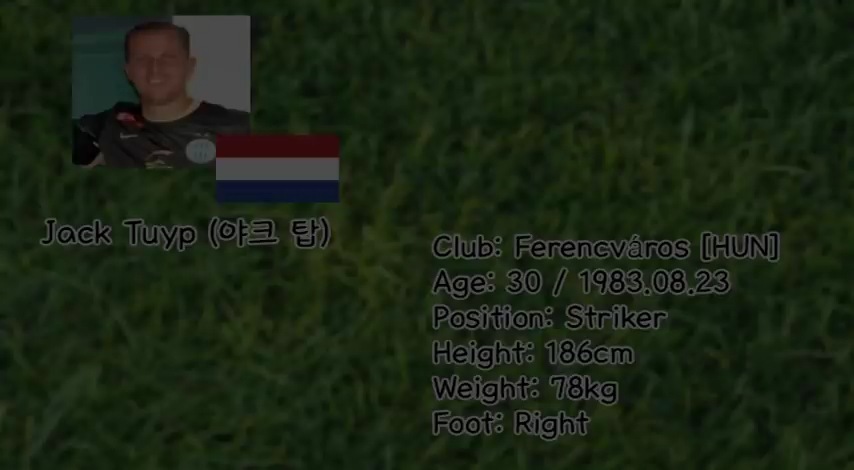 Jack Tuyp (야크 탑)
Club: Ferencváros [HUN]
Age: 30 / 1983.08.23
Position: Striker
Height: 186cm
Weight: 78kg
Foot: Right